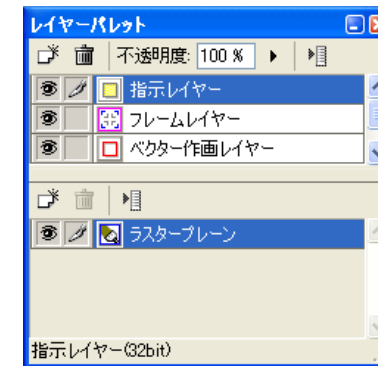 レイヤーパレット
不透明度: 100 %
指示レイヤー
フレームレイヤー
ベクター作画レイヤー
ラスタープレーン
指示レイヤー(32bit)